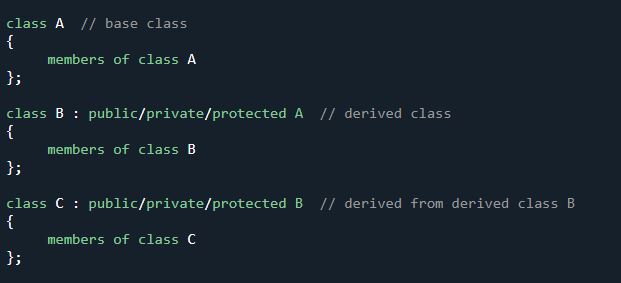 class A  // base class
{
     members of class A
};
class B : public/private/protected A  // derived class
{
     members of class B
};
class C : public/private/protected B  // derived from derived class B
{
     members of class C
};